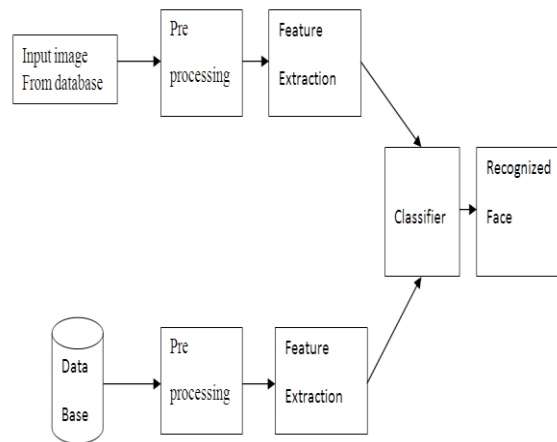 Input image
From database
Pre
processing
Feature
Extraction
Classifier
Recognized
Face
Data
Base
Pre
processing
Feature
Extraction